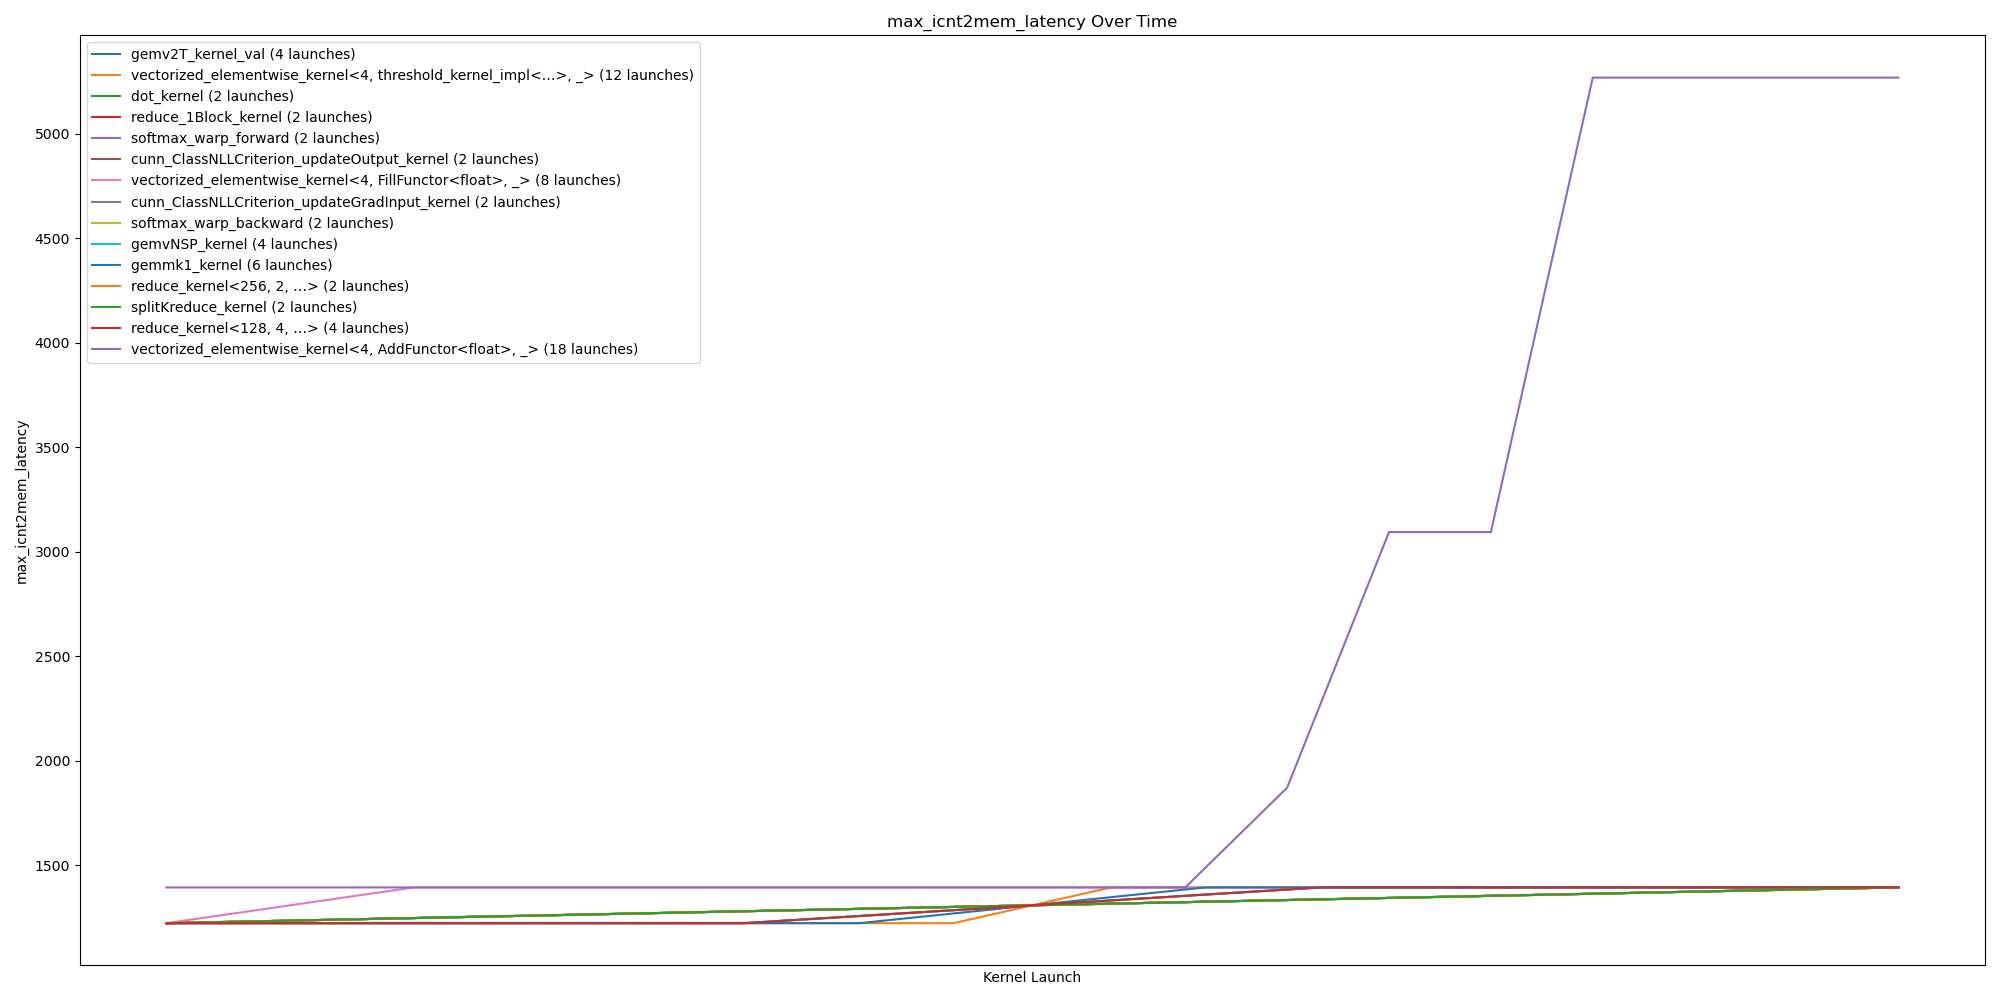 max_icnt2mem_latency Over Time
gemv2T_kernel_val (4 launches)
vectorized_elementwise_kernel<4, threshold_kernel_impl<...>, _> (12 launches)
dot_kernel (2 launches)
reduce_1Block_kernel (2 launches)
softmax_warp_forward (2 launches)
cunn_ClassNLLCriterion_updateOutput_kernel (2 launches)
vectorized_elementwise_kernel<4, FillFunctor<float>, _> (8 launches)
cunn_ClassNLLCriterion_updateGradInput_kernel (2 launches)
softmax_warp_backward (2 launches)
gemvNSP_kernel (4 launches)
gemmk1_kernel (6 launches)
reduce_kernel<256, 2, ...> (2 launches)
splitKreduce_kernel (2 launches)
reduce_kernel<128, 4, ...> (4 launches)
vectorized_elementwise_kernel<4, AddFunctor<float>, _> (18 launches)
5000
4500
4000
3500
3000
2500
2000
1500
max_icnt2mem_latency
Kernel Launch